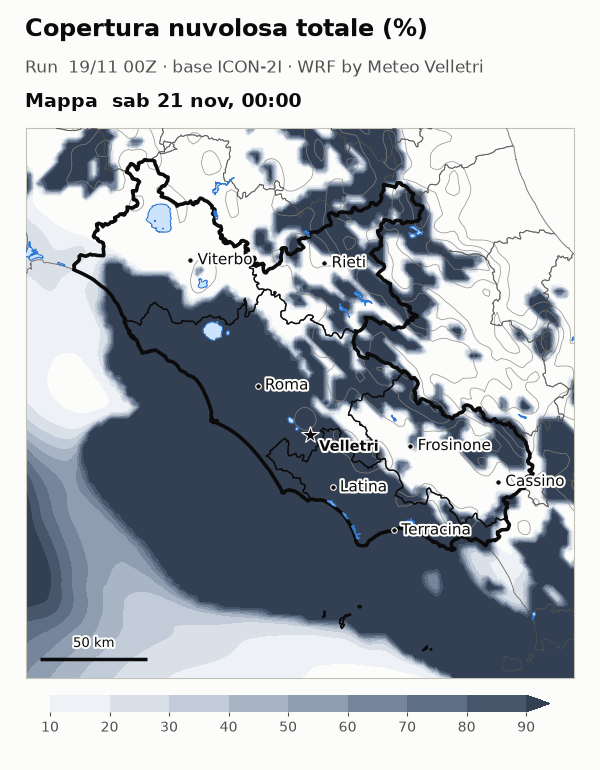 Copertura nuvolosa totale (%)
Run  19/11 00Z · base ICON-2I · WRF by Meteo Velletri
Mappa  sab 21 nov, 00:00
Viterbo
Rieti
Roma
Velletri
Frosinone
Latina
Cassino
Terracina
50 km
10 20 30 40 50 60 70 80 90